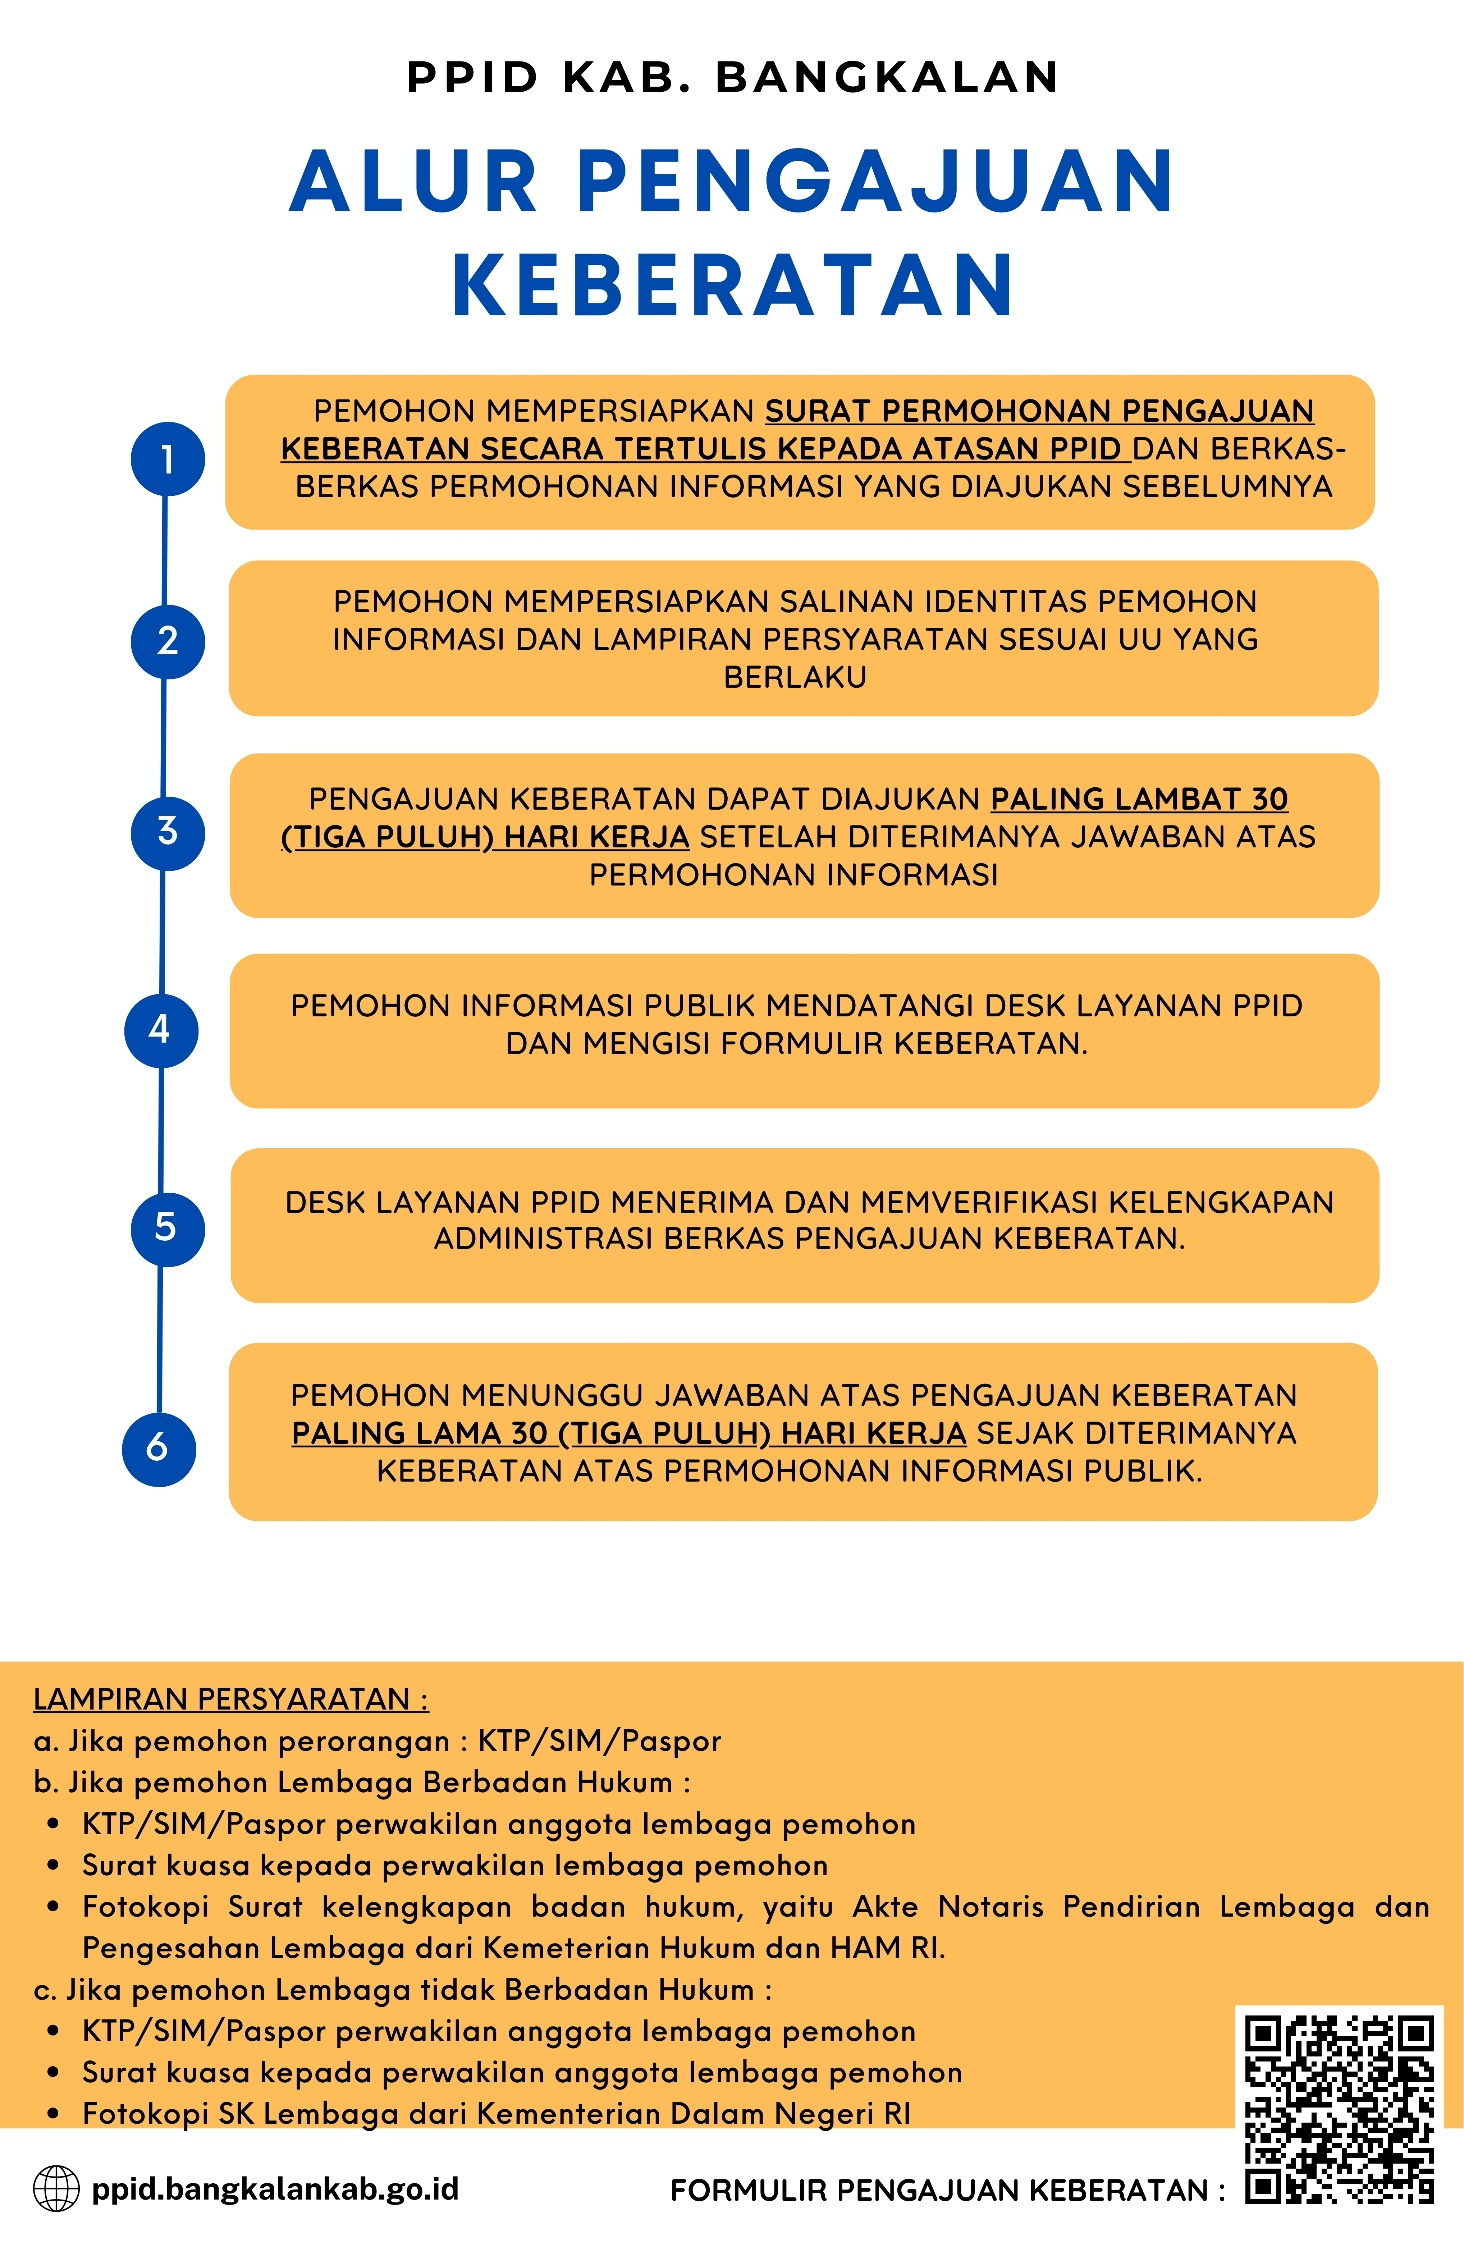 PPID KAB. BANGKALAN
ALUR PENGAJUAN
KEBERATAN
1
PEMOHON MEMPERSIAPKAN SURAT PERMOHONAN PENGAJUAN
KEBERATAN SECARA TERTULIS KEPADA ATASAN PPID DAN BERKAS-
BERKAS PERMOHONAN INFORMASI YANG DIAJUKAN SEBELUMNYA
2
PEMOHON MEMPERSIAPKAN SALINAN IDENTITAS PEMOHON
INFORMASI DAN LAMPIRAN PERSYARATAN SESUAI UU YANG
BERLAKU
3
PENGAJUAN KEBERATAN DAPAT DIAJUKAN PALING LAMBAT 30
(TIGA PULUH) HARI KERJA SETELAH DITERIMANYA JAWABAN ATAS
PERMOHONAN INFORMASI
4
PEMOHON INFORMASI PUBLIK MENDATANGI DESK LAYANAN PPID
DAN MENGISI FORMULIR KEBERATAN.
5
DESK LAYANAN PPID MENERIMA DAN MEMVERIFIKASI KELENGKAPAN
ADMINISTRASI BERKAS PENGAJUAN KEBERATAN.
6
PEMOHON MENUNGGU JAWABAN ATAS PENGAJUAN KEBERATAN
PALING LAMA 30 (TIGA PULUH) HARI KERJA SEJAK DITERIMANYA
KEBERATAN ATAS PERMOHONAN INFORMASI PUBLIK.
LAMPIRAN PERSYARATAN :
a. Jika pemohon perorangan : KTP/SIM/Paspor
b. Jika pemohon Lembaga Berbadan Hukum :
• KTP/SIM/Paspor perwakilan anggota lembaga pemohon
• Surat kuasa kepada perwakilan lembaga pemohon
• Fotokopi Surat kelengkapan badan hukum, yaitu Akte Notaris Pendirian Lembaga dan
Pengesahan Lembaga dari Kemeterian Hukum dan HAM RI.
c. Jika pemohon Lembaga tidak Berbadan Hukum :
• KTP/SIM/Paspor perwakilan anggota lembaga pemohon
• Surat kuasa kepada perwakilan anggota lembaga pemohon
• Fotokopi SK Lembaga dari Kementerian Dalam Negeri RI
ppid.bangkalankab.go.id
FORMULIR PENGAJUAN KEBERATAN :